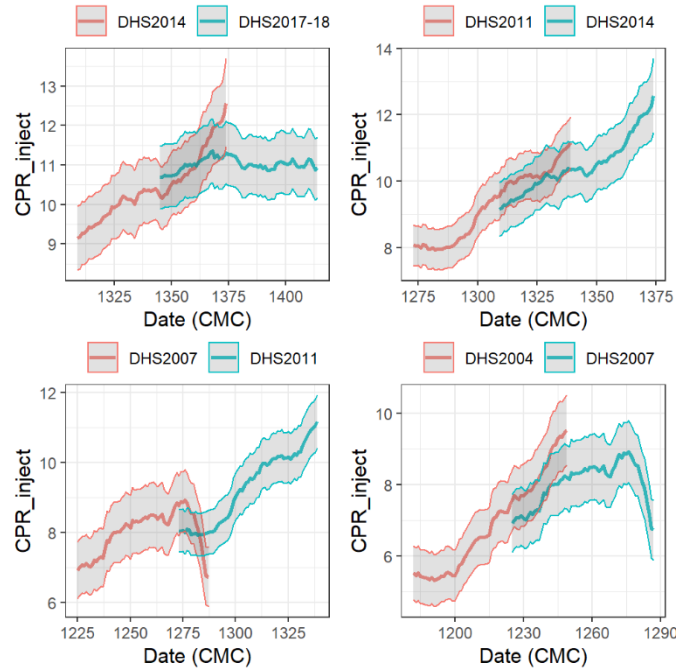 DHS2014 DHS2017-18
CPR_inject
13
12
11
10
9
1325 1350 1375 1400
Date (CMC)
DHS2011 DHS2014
CPR_inject
14
12
10
8
1275 1300 1325 1350 1375
Date (CMC)
DHS2007 DHS2011
CPR_inject
12
10
8
6
1225 1250 1275 1300 1325
Date (CMC)
DHS2004 DHS2007
CPR_inject
10
8
6
1200 1230 1260 1290
Date (CMC)